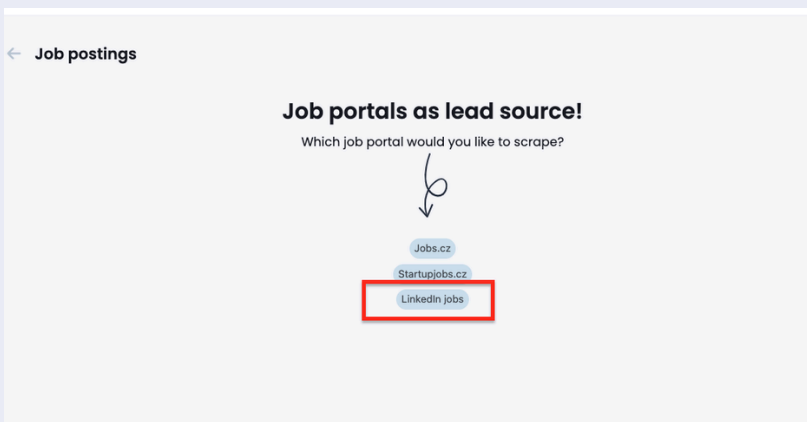 Job postings
Job portals as lead source!
Which job portal would you like to scrape?
Jobs.cz
Startupjobs.cz
LinkedIn jobs